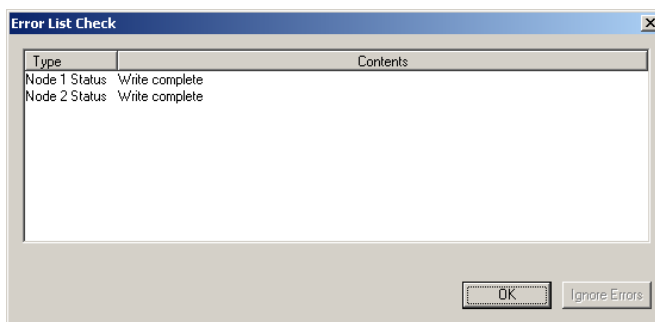 Error List Check
Type Contents
Node 1 Status Write complete
Node 2 Status Write complete
OK Ignore Errors